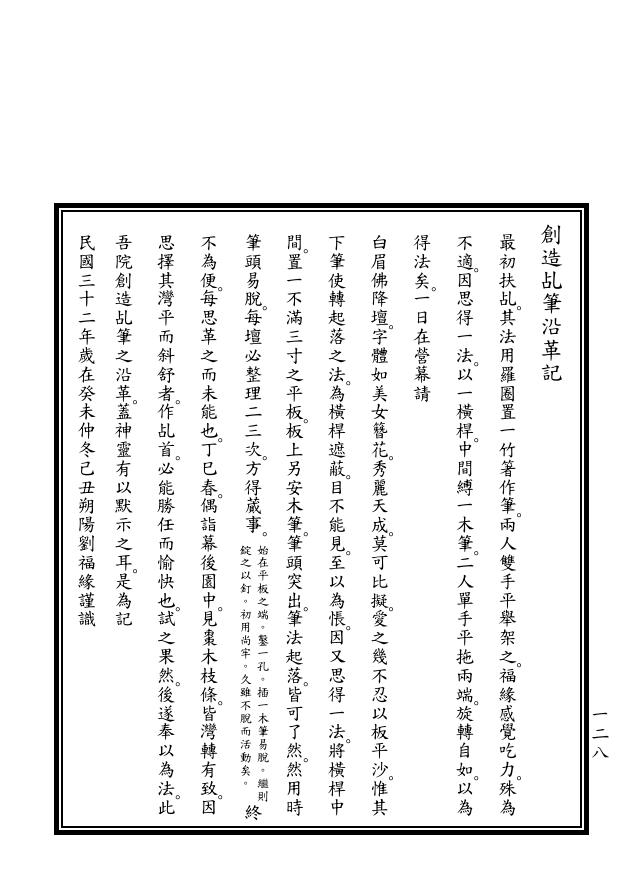 創造乩筆沿革記
最初扶乩。其法用羅圈置一竹箸作筆。兩人雙手平舉架之。福緣感覺吃力。殊為
不適。因思得一法。以一橫桿。中間縛一木筆。二人單手平拖兩端。旋轉自如。以為
得法矣。一日在營幕請
白眉佛降壇。字體如美女簪花。秀麗天成。莫可比擬。愛之幾不忍以板平沙。惟其
下筆使轉起落之法。為橫桿遮蔽。目不能見。至以為悵。因又思得一法。將橫桿中
間。置一不滿三寸之平板。板上另安木筆。筆頭突出。筆法起落。皆可了然。然用時
筆頭易脫。每壇必整理二三次。方得蕆事。始在平板之端。鑿一孔。插一木筆易脫。繼則
錠之以釘。初用尚牢。久雖不脫而活動矣。終
不為便。每思革之而未能也。丁巳春。偶詣幕後園中。見棗木枝條。皆灣轉有致。因
思擇其灣平而斜舒者。作乩首。必能勝任而愉快也。試之果然。後遂奉以為法。此
吾院創造乩筆之沿革。蓋神靈有以默示之耳。是為記
民國三十二年歲在癸未仲冬己丑朔陽劉福緣謹識
一二八